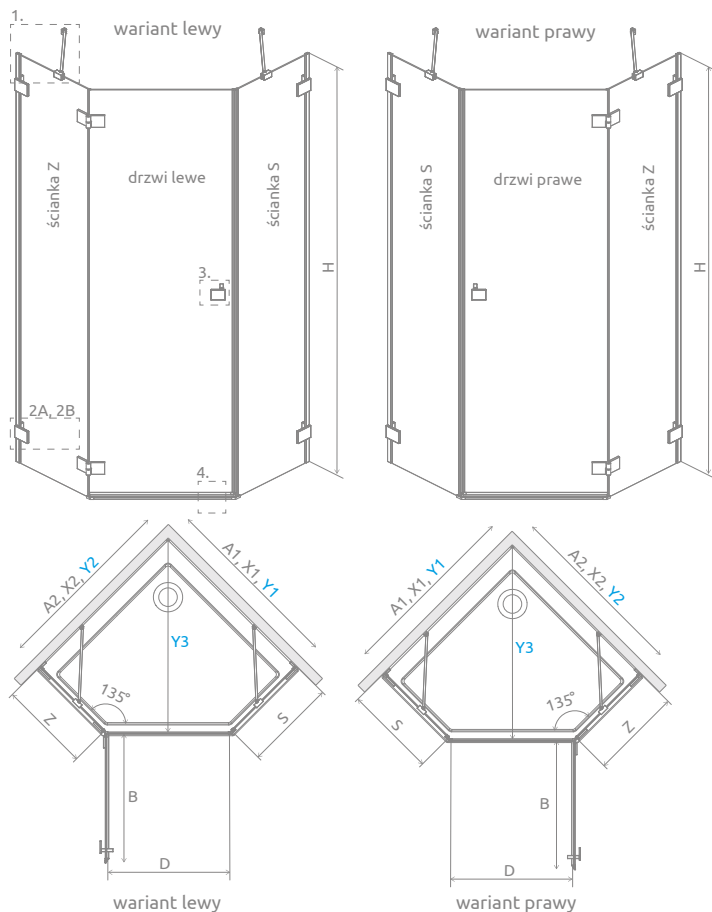 1.
wariant lewy
wariant prawy
ścianka Z
drzwi lewe
ścianka S
H
3.
2A, 2B
4.
ścianka S
drzwi prawe
ścianka Z
H
A2, X2, Y2
A1, X1, Y1
Y3
135°
Z
S
B
D
wariant lewy
A1, X1, Y1
A2, X2, Y2
Y3
135°
S
Z
B
D
wariant prawy